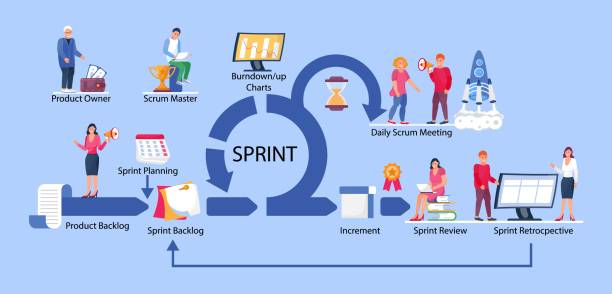 Product Owner
Scrum Master
Burndown/up
Charts
Daily Scrum Meeting
SPRINT
Sprint Planning
Product Backlog
Sprint Backlog
Increment
Sprint Review
Sprint Retrocpective